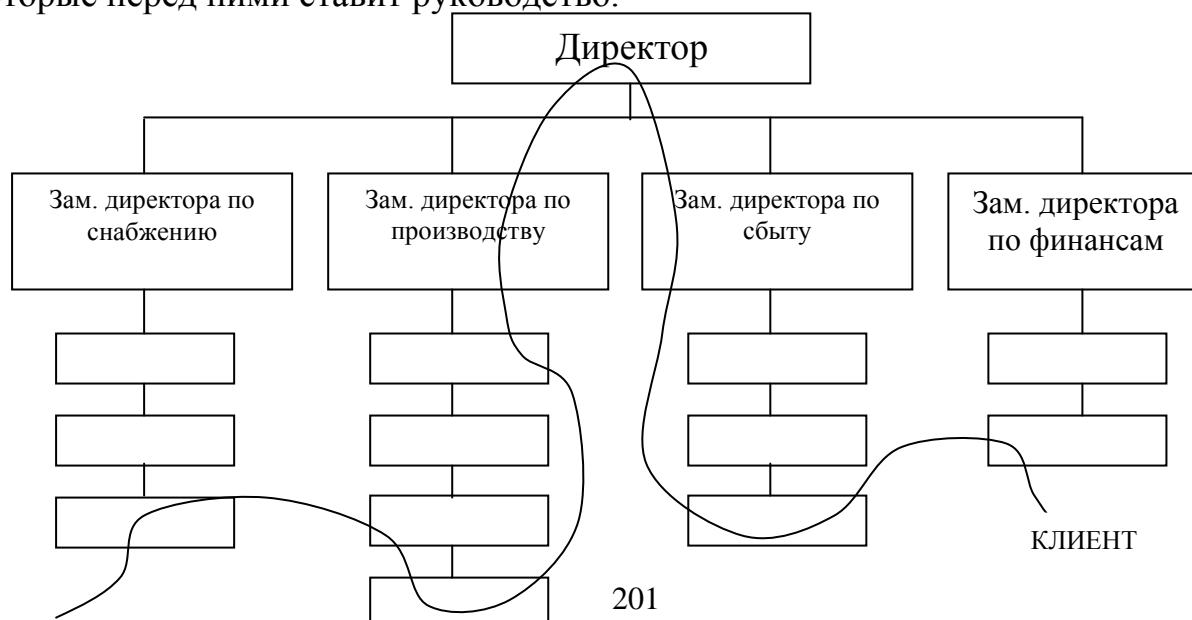 которые перед ними ставит руководство.
Директор
Зам. директора по
снабжению
Зам. директора по
производству
Зам. директора по
сбыту
Зам. директора
по финансам
КЛИЕНТ
201